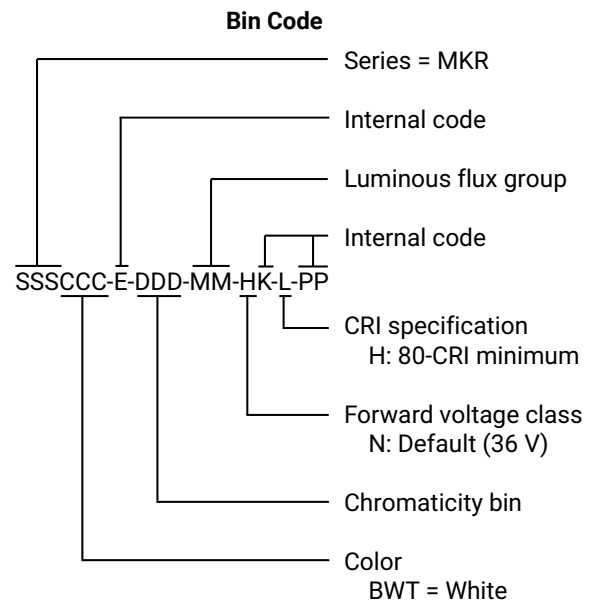 Bin Code
Series = MKR
Internal code
Luminous flux group
Internal code
SSSCCC-E-DDD-MM-HK-L-PP
CRI specification
H: 80-CRI minimum
Forward voltage class
N: Default (36 V)
Chromaticity bin
Color
BWT = White